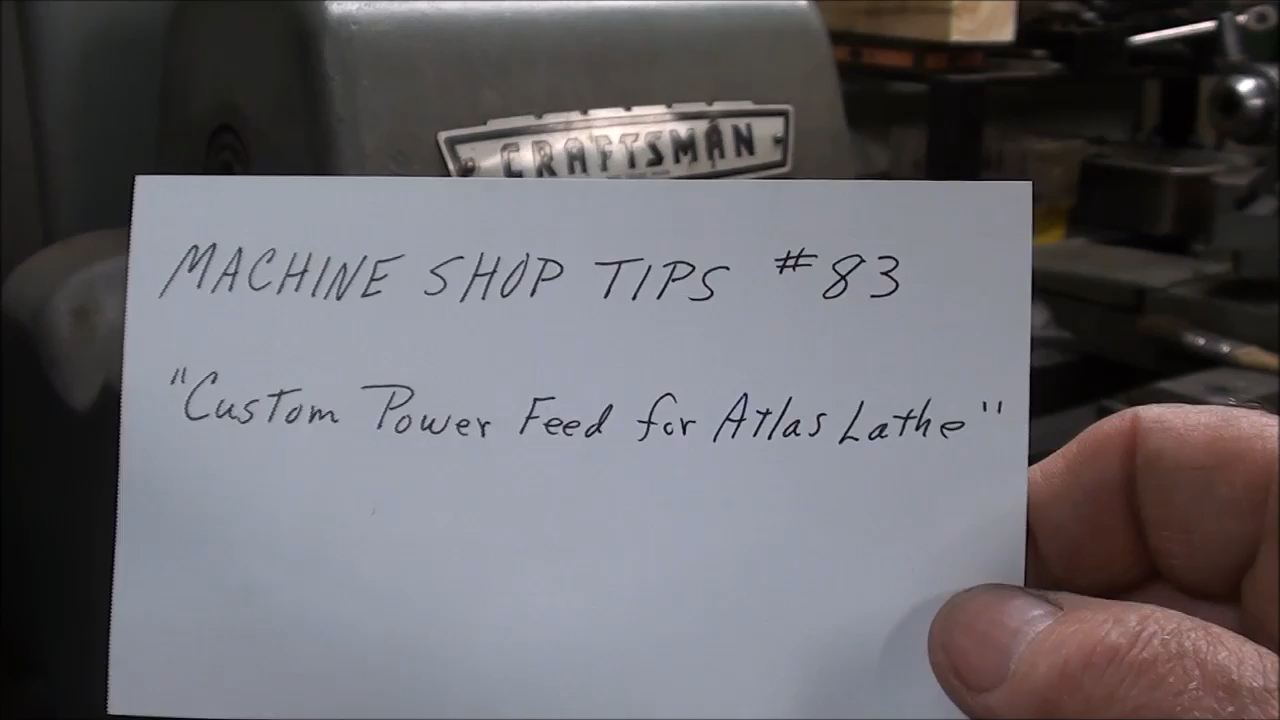 CRAFTSMAN
MACHINE SHOP TIPS #83
"Custom Power Feed for Atlas Lathe"